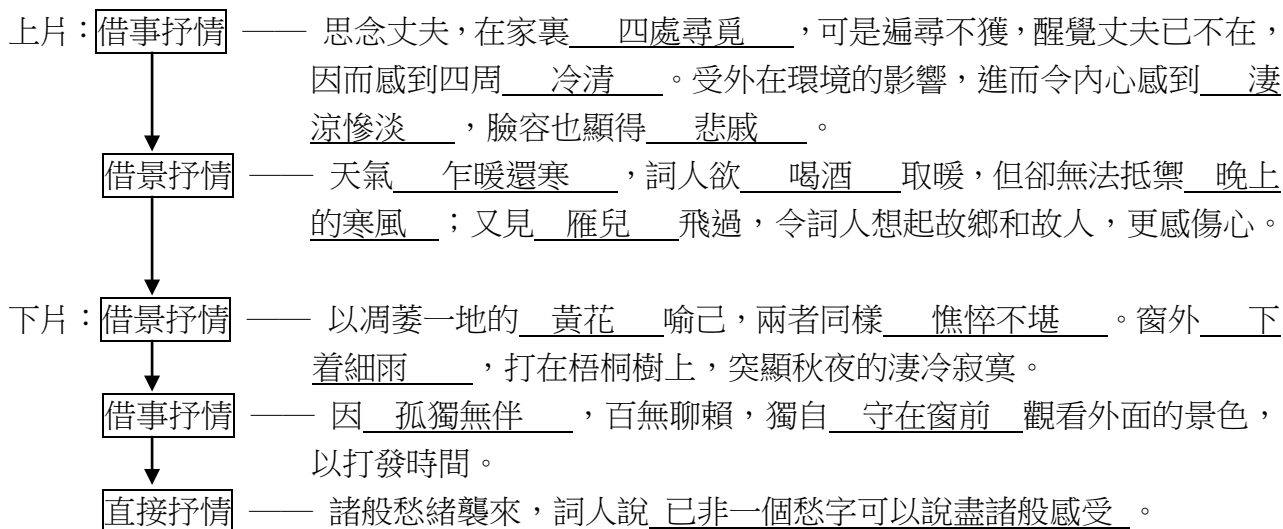 上片：借事抒情 —— 思念丈夫，在家裏 四處尋覓 ，可是遍尋不獲，醒覺丈夫已不在，
因而感到四周 冷清 。受外在環境的影響，進而令內心感到 淒
涼慘淡 ，臉容也顯得 悲戚 。
借景抒情 —— 天氣 乍暖還寒 ，詞人欲 喝酒 取暖，但卻無法抵禦 晚上
的寒風 ；又見 雁兒 飛過，令詞人想起故鄉和故人，更感傷心。
下片：借景抒情 —— 以凋萎一地的 黃花 喻己，兩者同樣 憔悴不堪 。窗外 下
着細雨 ，打在梧桐樹上，突顯秋夜的淒冷寂寞。
借事抒情 —— 因 孤獨無伴 ，百無聊賴，獨自 守在窗前 觀看外面的景色，
以打發時間。
直接抒情 —— 諸般愁緒襲來，詞人說 已非一個愁字可以說盡諸般感受 。